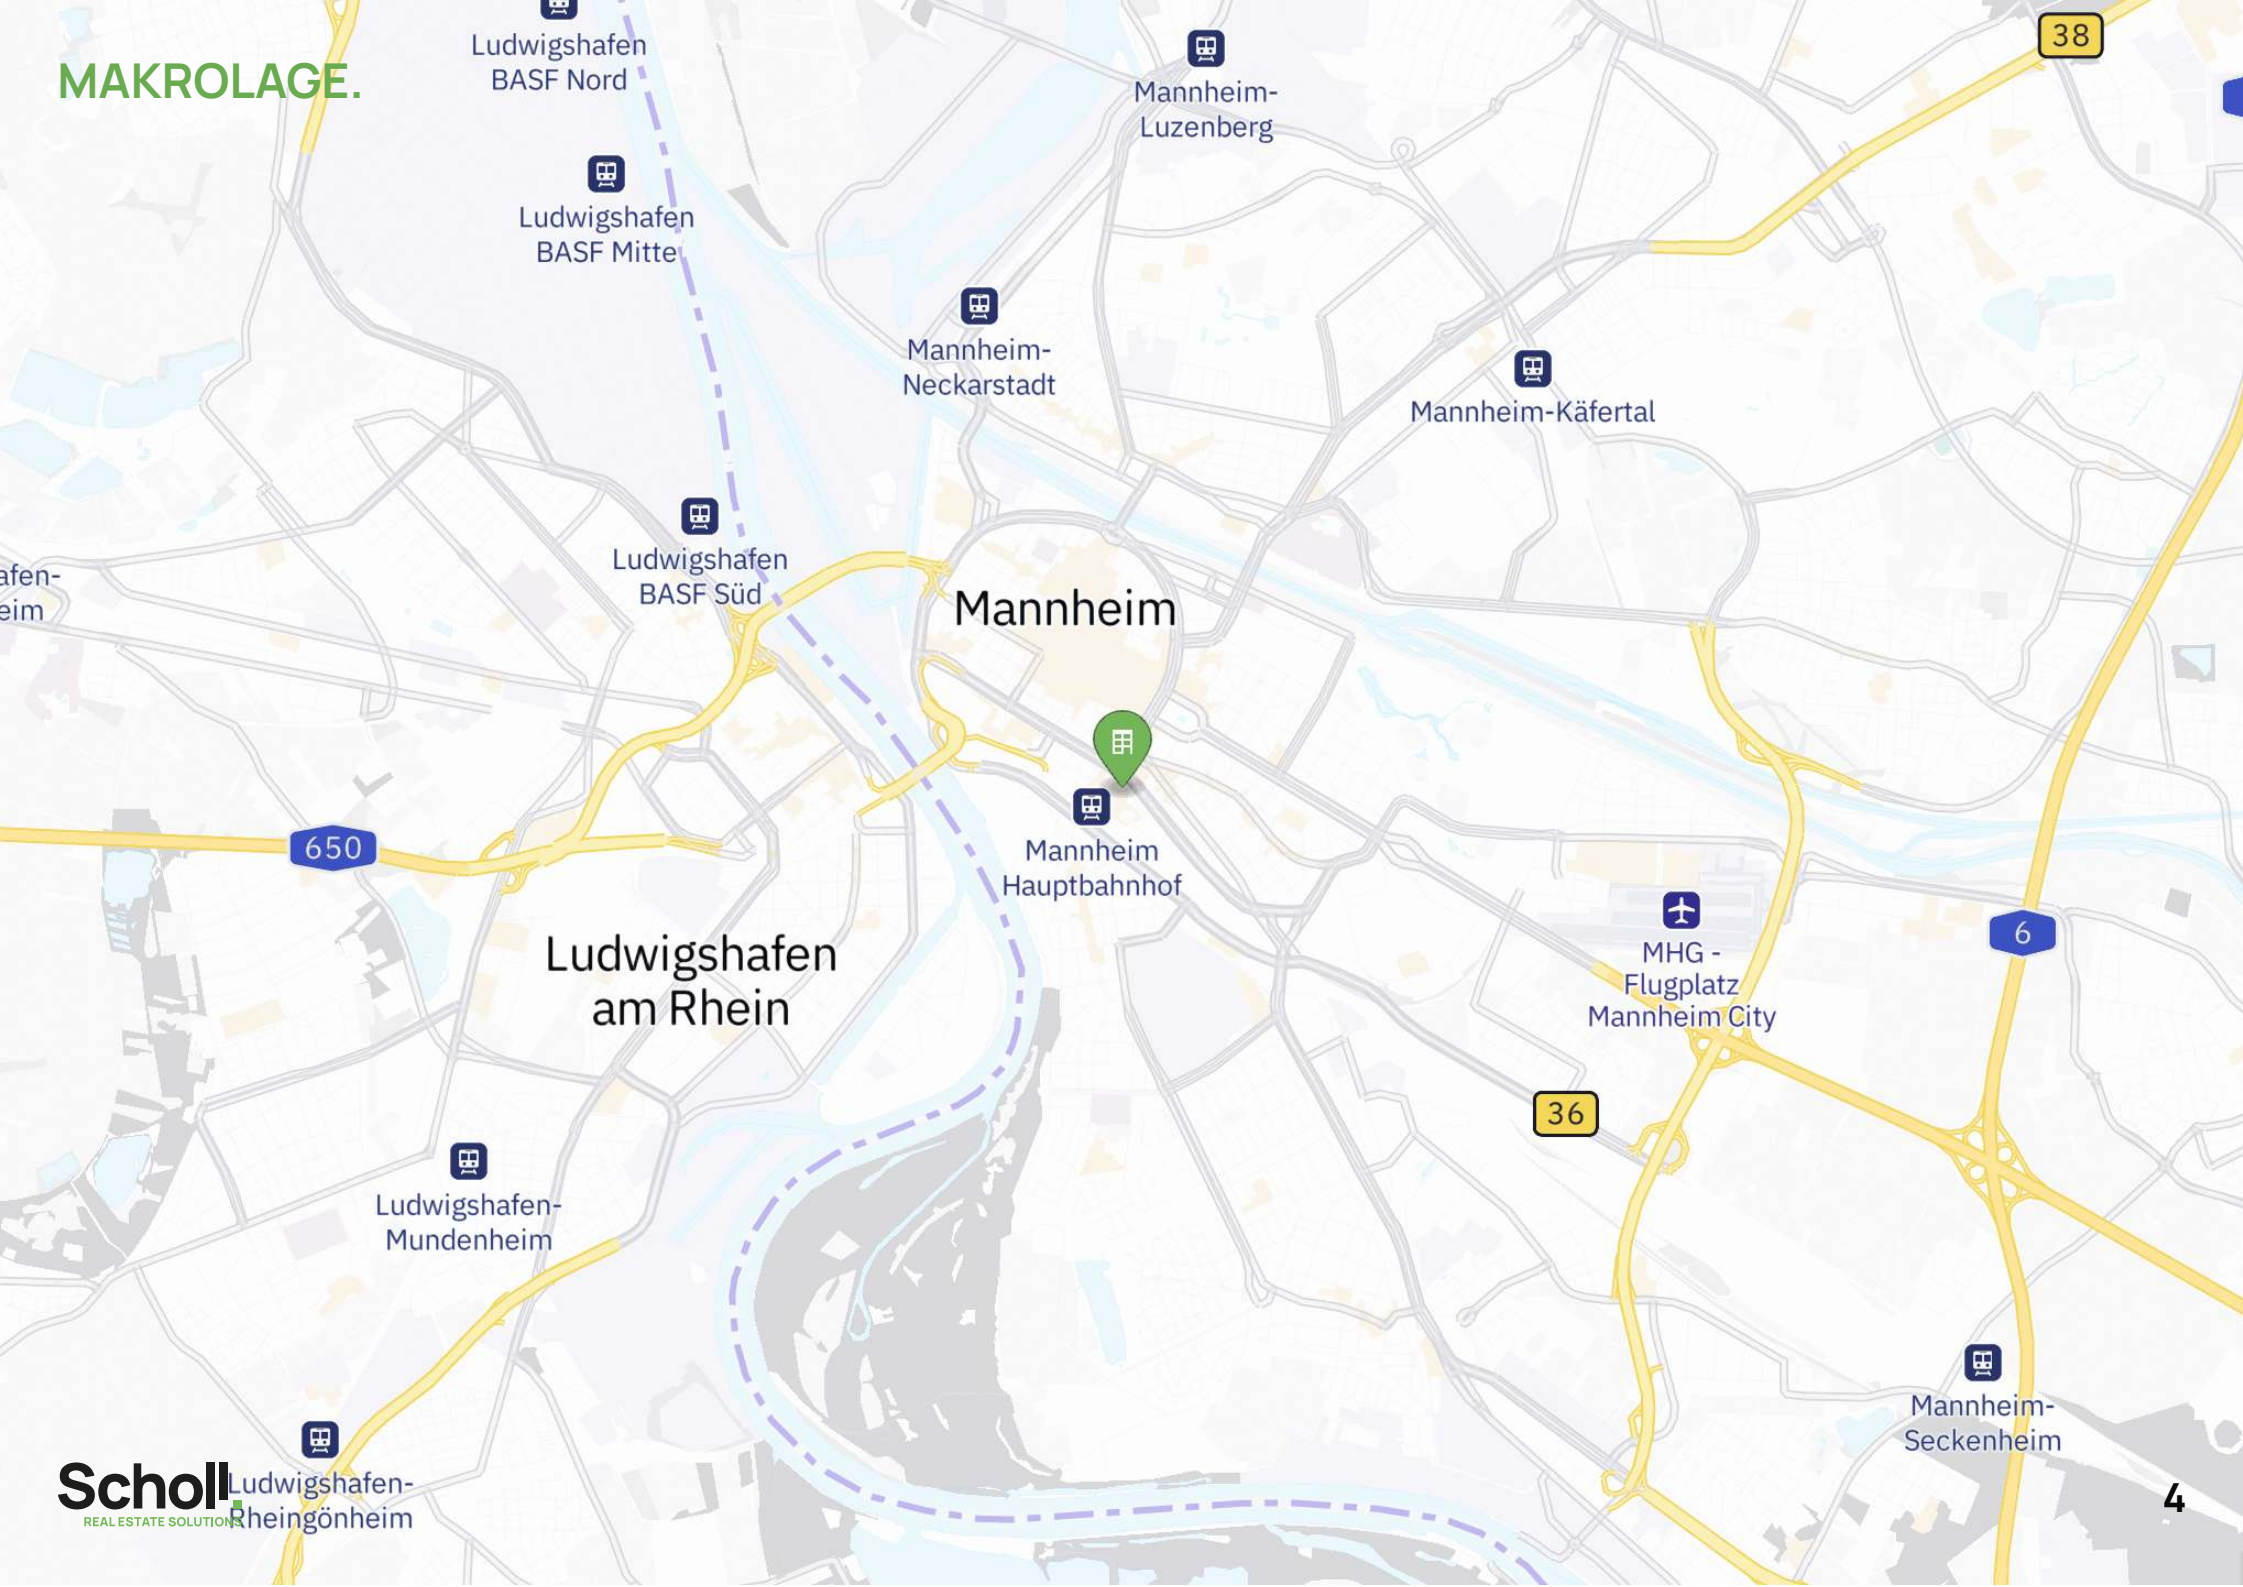 MAKROLAGE.
Ludwigshafen
BASF Nord
Mannheim-
Luzenberg
38
Ludwigshafen
BASF Mitte
Mannheim-
Neckarstadt
Mannheim-Käfertal
Ludwigshafen
BASF Süd
afen-
eim
Mannheim
650
Mannheim
Hauptbahnhof
Ludwigshafen
am Rhein
MHG -
Flugplatz
Mannheim City
6
36
Ludwigshafen-
Mundenheim
Mannheim-
Seckenheim
Ludwigshafen-
Rheingönheim
Scholl
REAL ESTATE SOLUTIONS
4